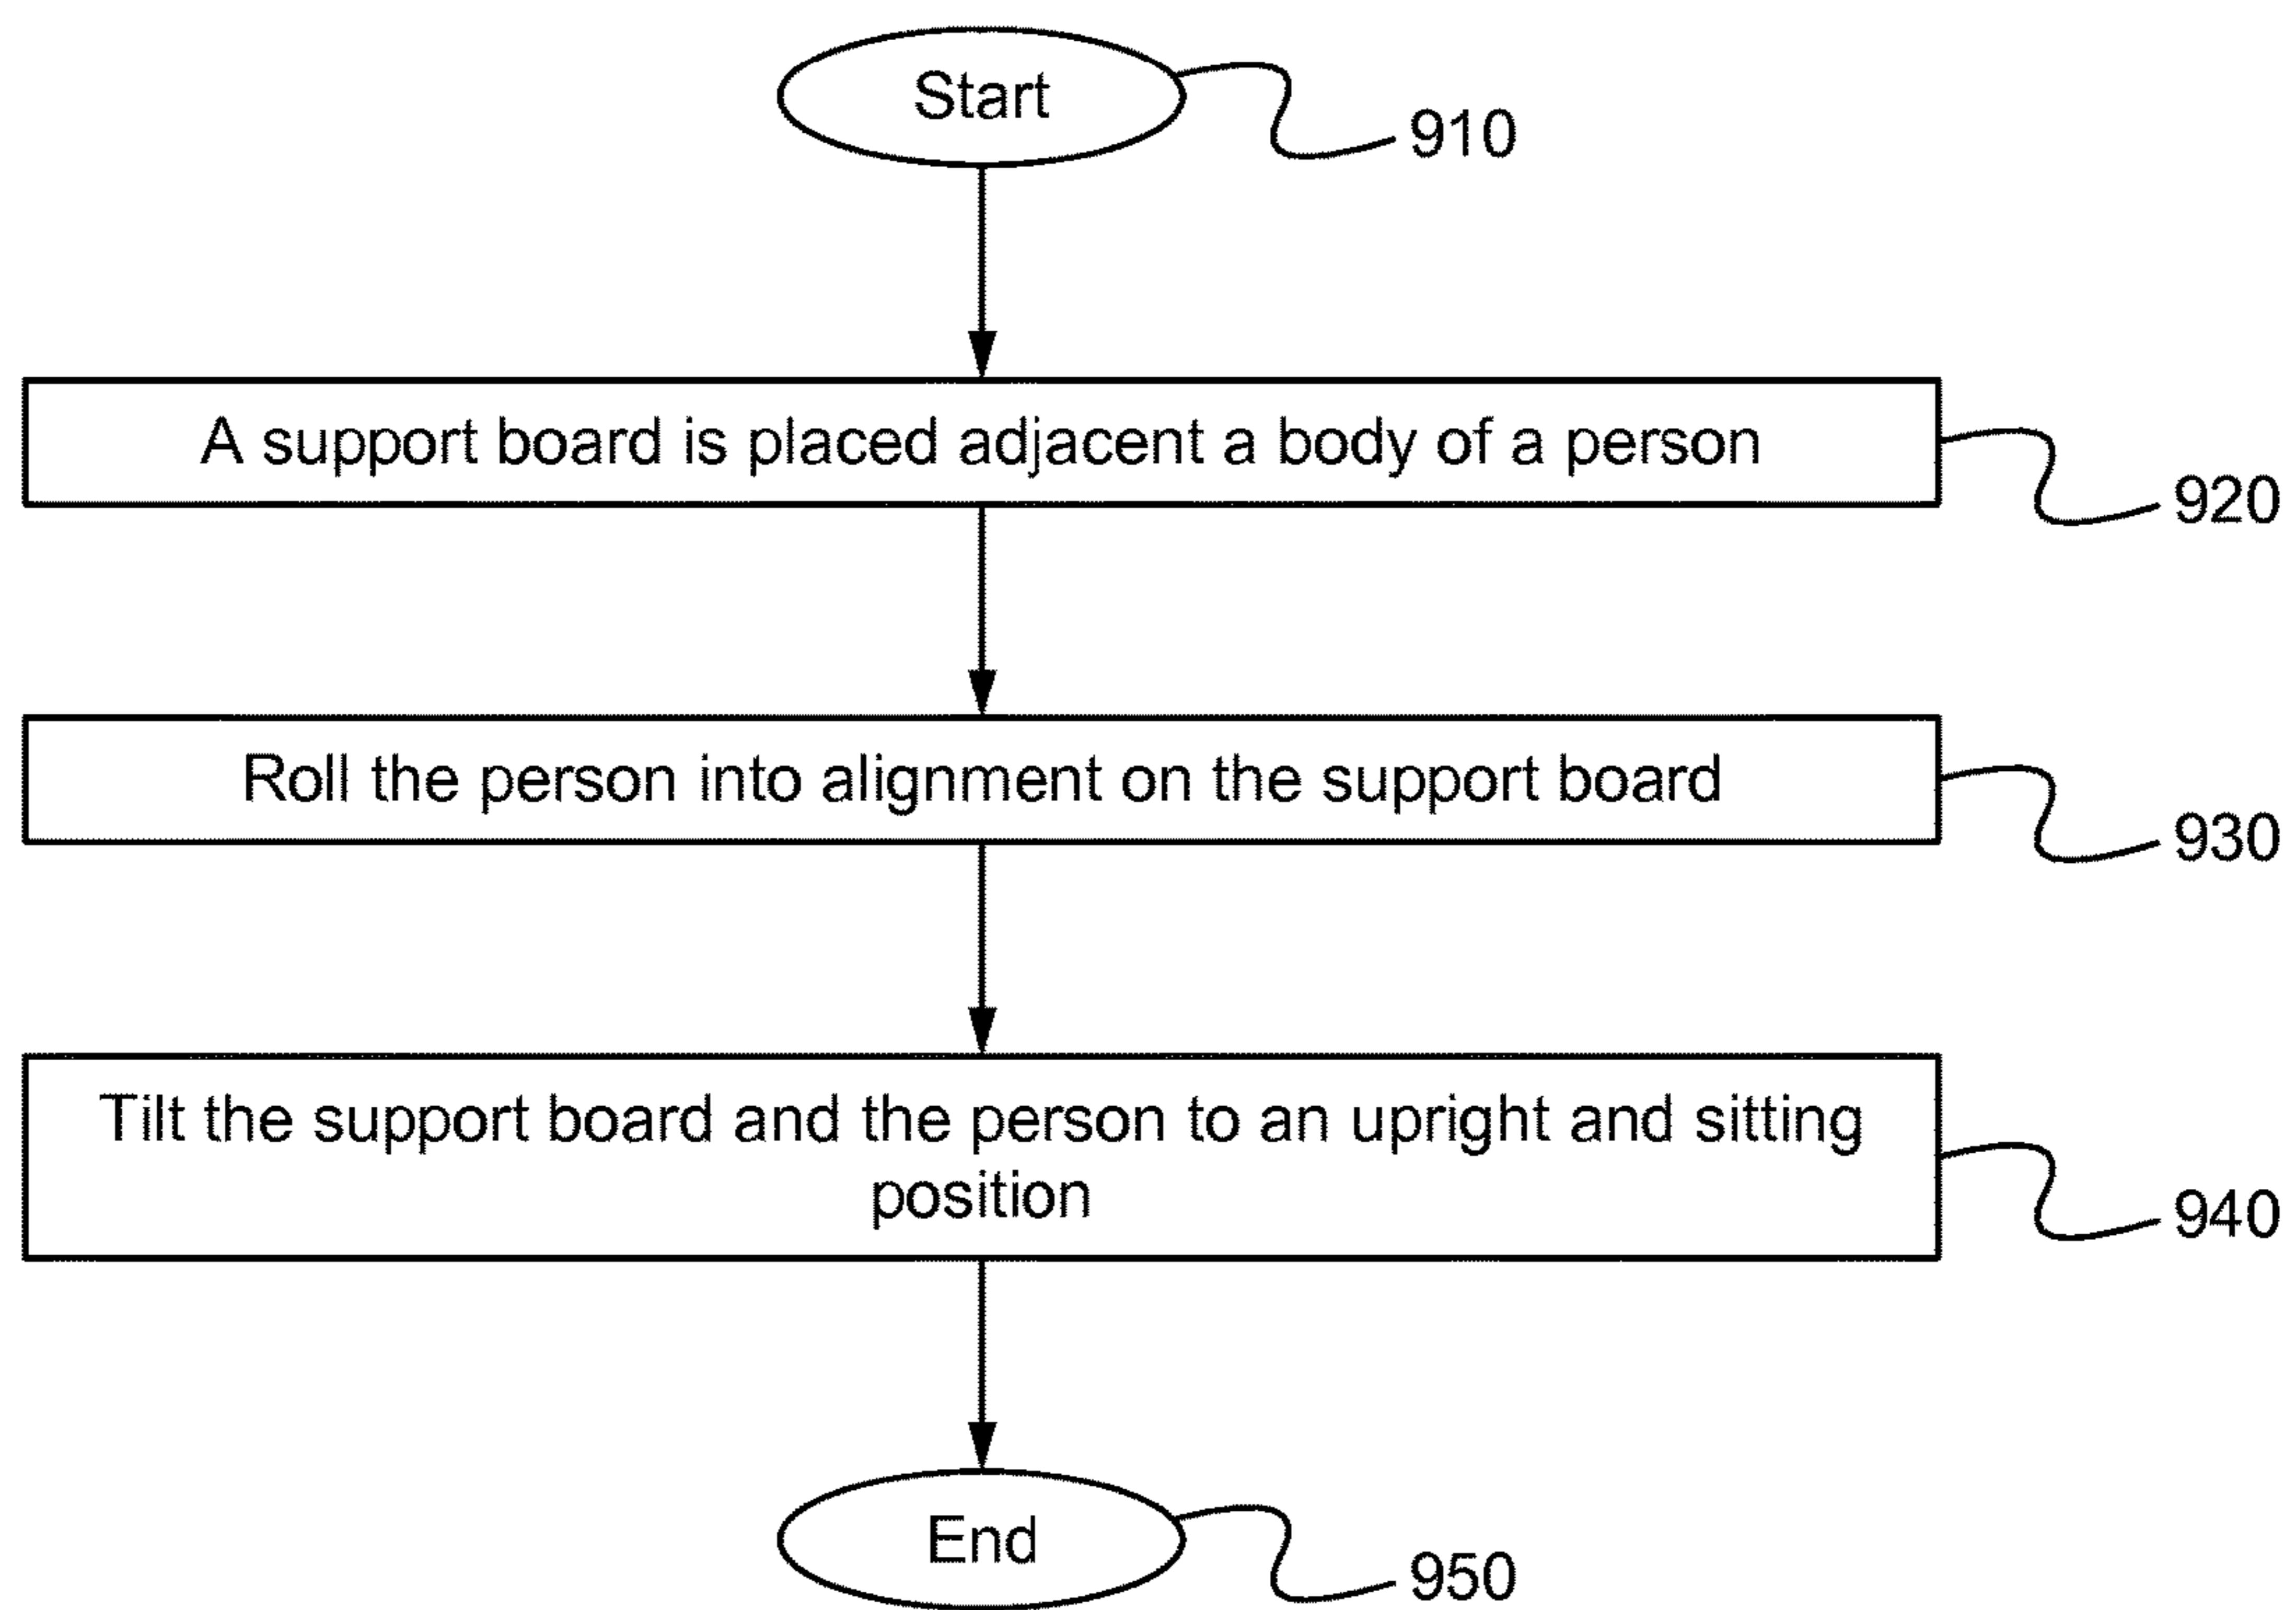 Start
910
A support board is placed adjacent a body of a person
920
Roll the person into alignment on the support board
930
Tilt the support board and the person to an upright and sitting
position
940
End
950